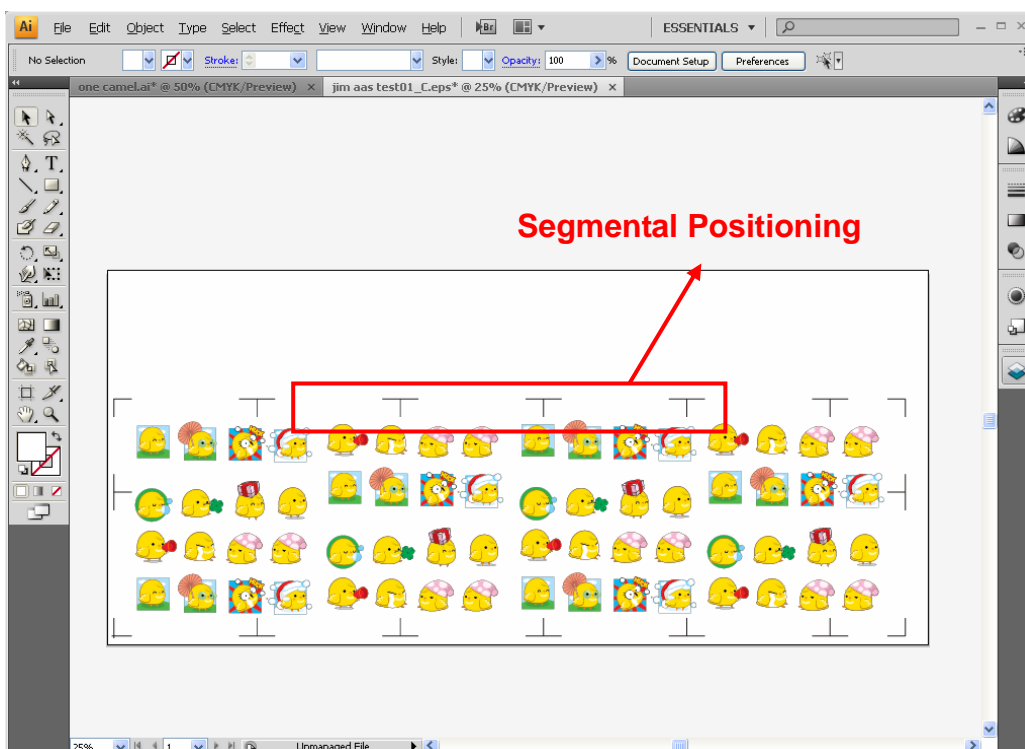 Ai File Edit Object Type Select Effect View Window Help Br ESSENTIALS
No Selection Stroke: Style: Opacity: 100 % Document Setup Preferences
one camel.ai* @ 50% (CMYK/Preview) × jim aas test01_C.eps* @ 25% (CMYK/Preview) ×
Segmental Positioning
25% 1 Unmanaged File